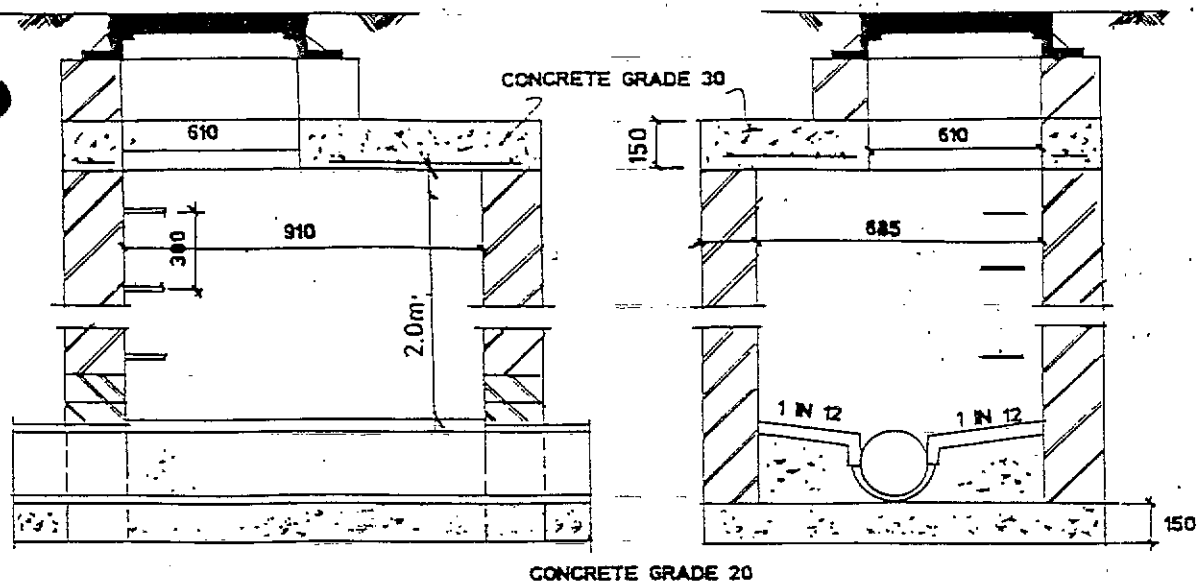 CONCRETE GRADE 30
610
150
610
910
685
300
2.0m
1 IN 12
1 IN 12
150
CONCRETE GRADE 20